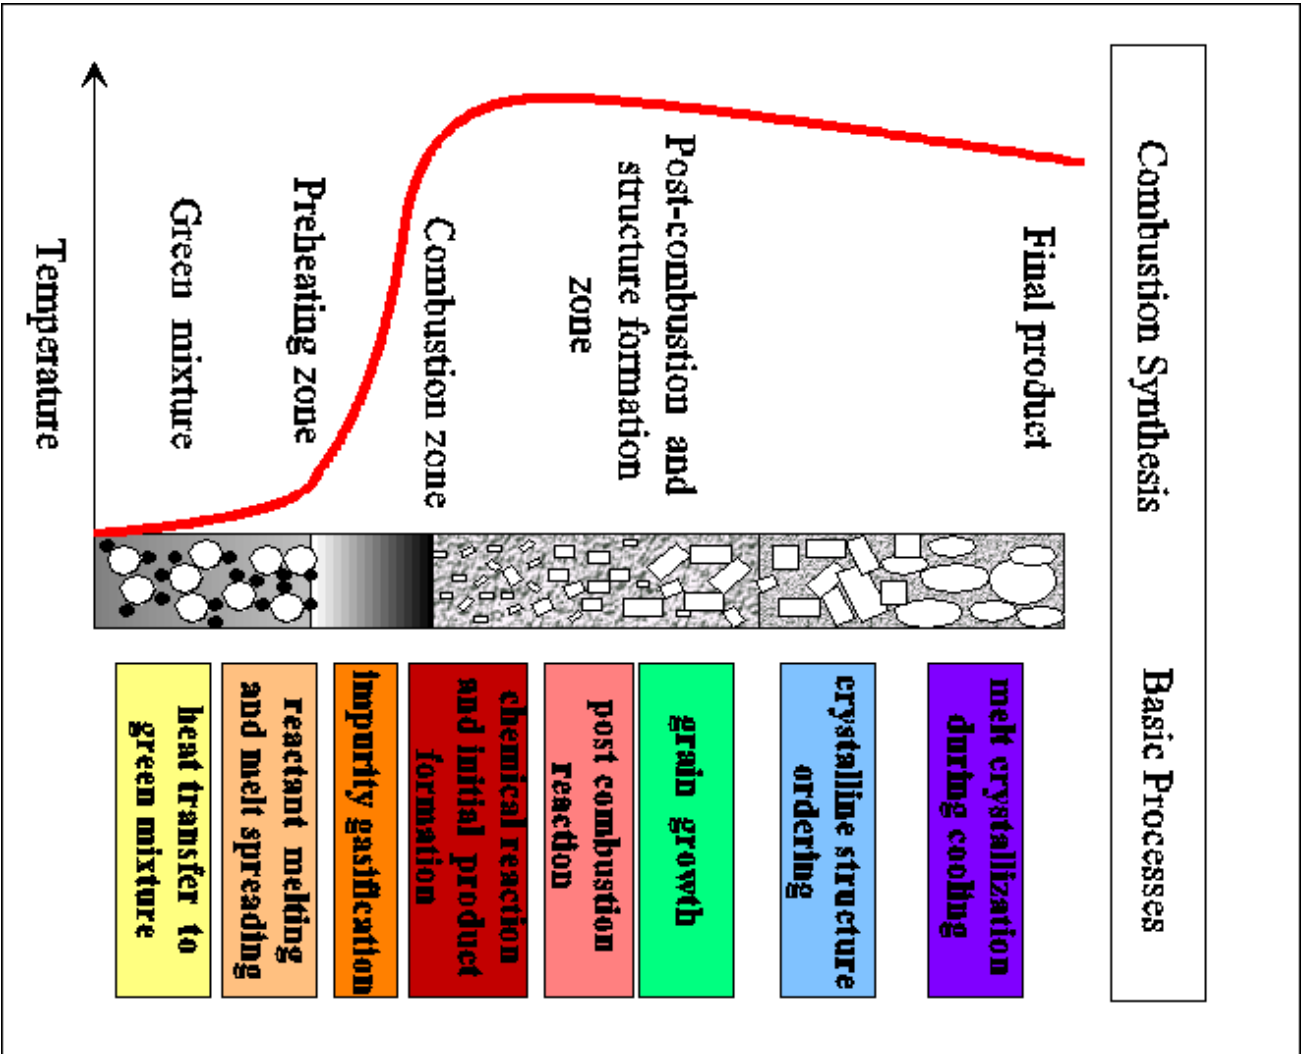 Combustion Synthesis
Basic Processes
Final product
Post-combustion and
structure formation
zone
Combustion zone
Preheating zone
Green mixture
Temperature
melt crystallization
during cooling
crystalline structure
ordering
grain growth
post combustion
reaction
chemical reaction
and initial product
formation
impurity gasification
reactant melting
and melt spreading
heat transfer to
green mixture